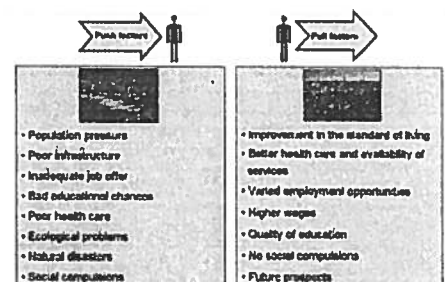 Push factors
Pull factors
• Population pressure
• Poor infrastructure
• Inadequate job offer
• Bad educational chances
• Poor health care
• Ecological problems
• Natural disasters
• Social compulsions
• Improvement in the standard of living
• Better health care and availability of
services
• Varied employment opportunities
• Higher wages
• Quality of education
• No social compulsions
• Future prospects